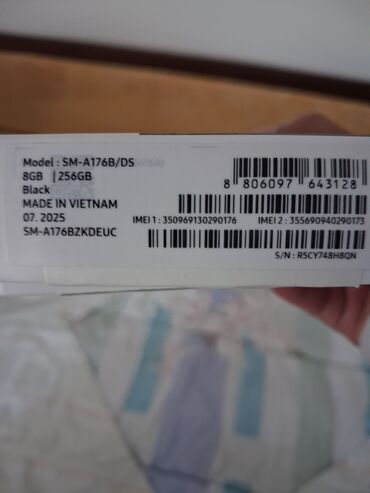 Model : SM-A176B/DS
8GB | 256GB
Black
MADE IN VIETNAM
07. 2025
SM-A176BZKDEUC
8 806097 643128
IMEI 1 : 350969130290176 IMEI 2 : 355690940290173
S/N : R5CY748H8QN